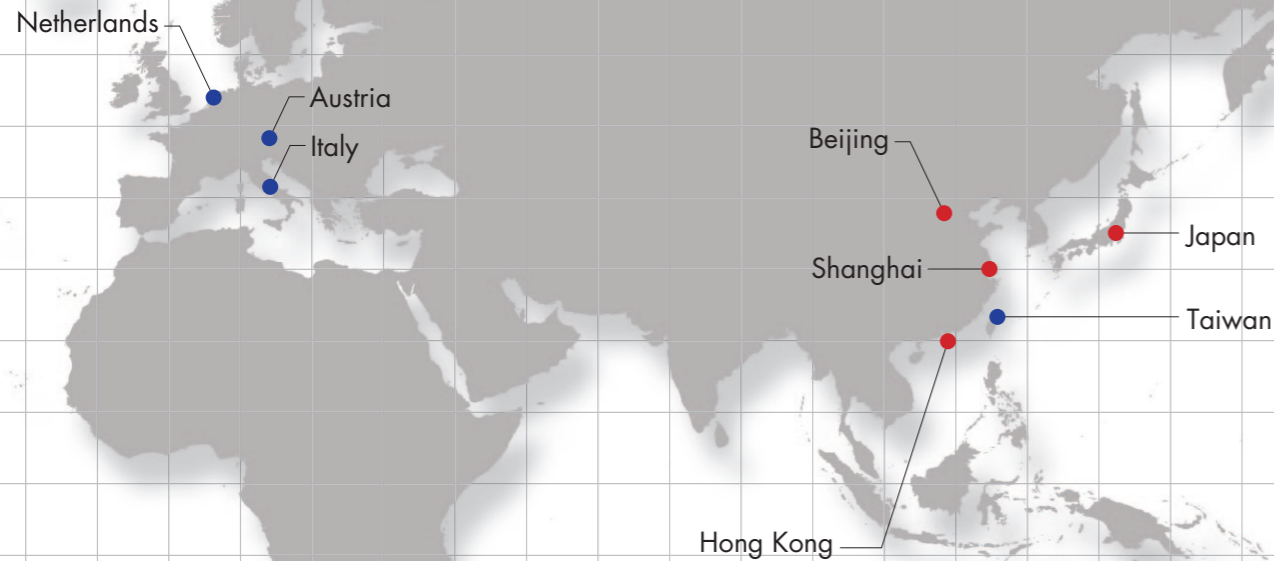 Netherlands
Austria
Italy
Beijing
Japan
Shanghai
Taiwan
Hong Kong